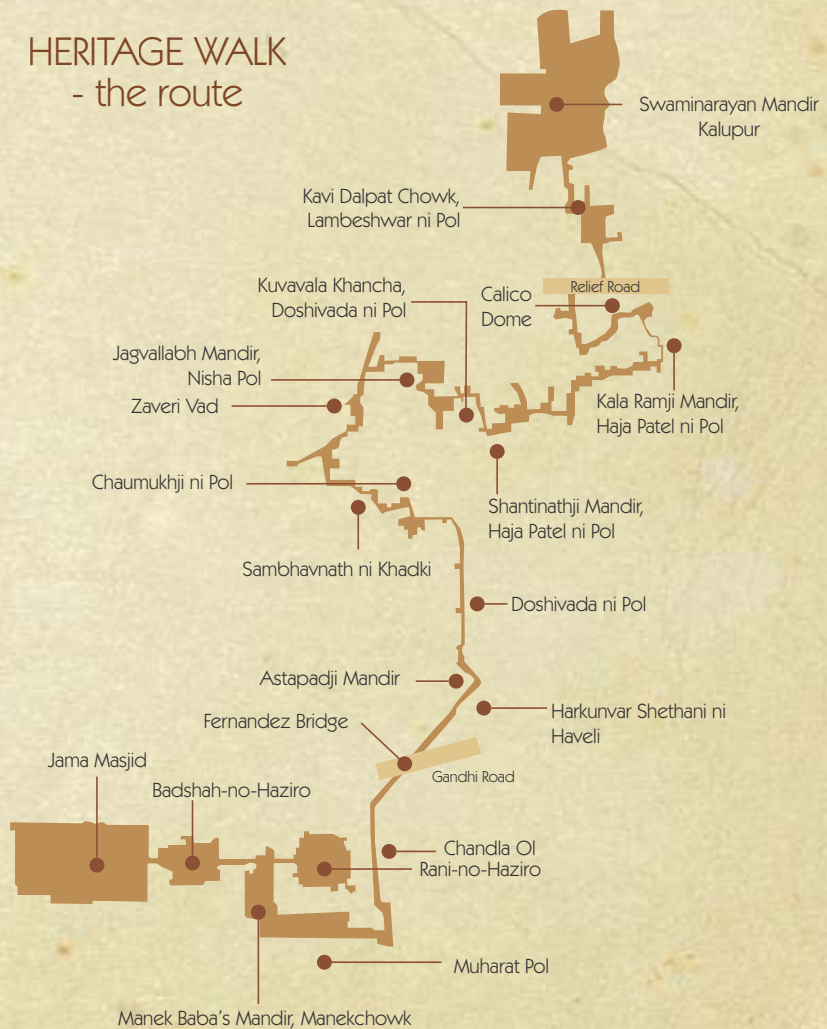 HERITAGE WALK
- the route
Swaminarayan Mandir
Kalupur
Kavi Dalpat Chowk,
Lambeshwar ni Pol
Relief Road
Kuvavala Khancha,
Doshivada ni Pol
Calico
Dome
Jagvallabh Mandir,
Nisha Pol
Zaveri Vad
Kala Ramji Mandir,
Haja Patel ni Pol
Chaumukhji ni Pol
Shantinathji Mandir,
Haja Patel ni Pol
Sambhavnath ni Khadki
Doshivada ni Pol
Astapadji Mandir
Harkunvar Shethani ni
Haveli
Fernandez Bridge
Gandhi Road
Jama Masjid
Badshah-no-Haziro
Chandla Ol
Rani-no-Haziro
Muharat Pol
Manek Baba's Mandir, Manekchowk